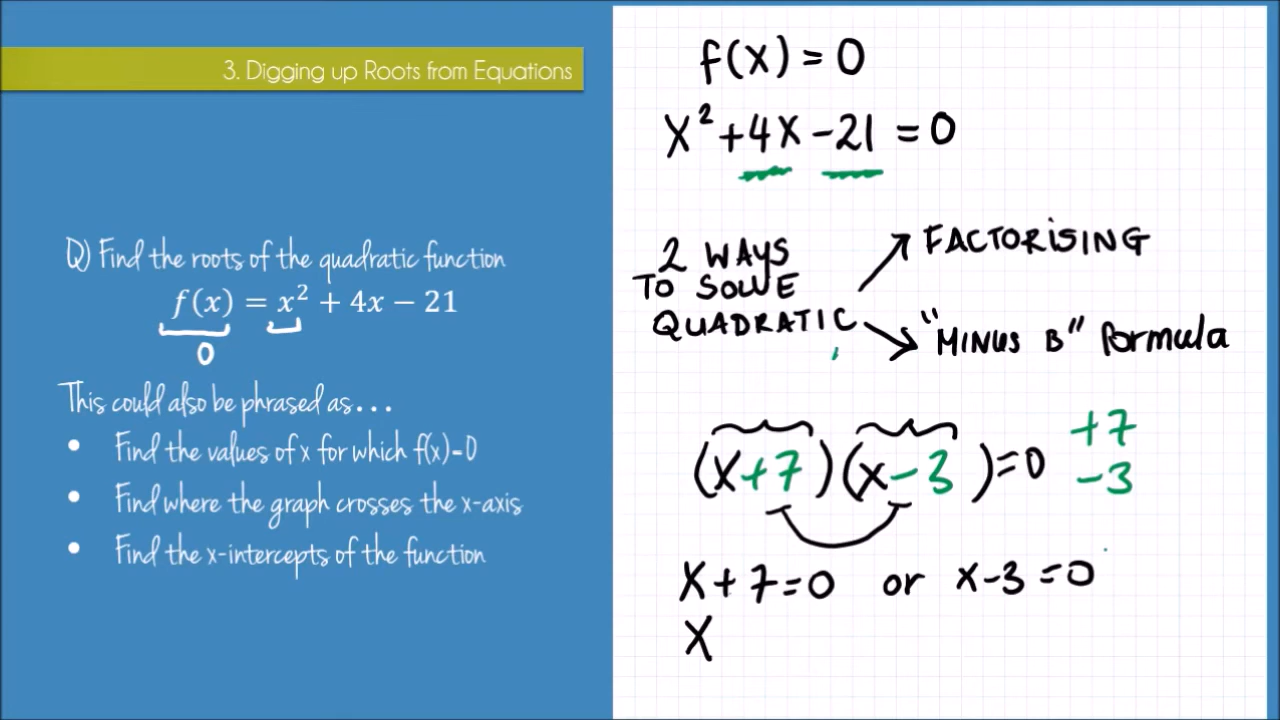 3. Digging up Roots from Equations
Q) Find the roots of the quadratic function
f(x) = x² + 4x − 21
0
This could also be phrased as...
• Find the values of x for which f(x)=0
• Find where the graph crosses the x-axis
• Find the x-intercepts of the function
f(x) = 0
x² +4x −21 = 0
2 WAYS
TO SOLVE
QUADRATIC
FACTORISING
"MINUS B" formula
(x+7)(x−3)=0
+7
−3
x+7=0 or x−3=0
x